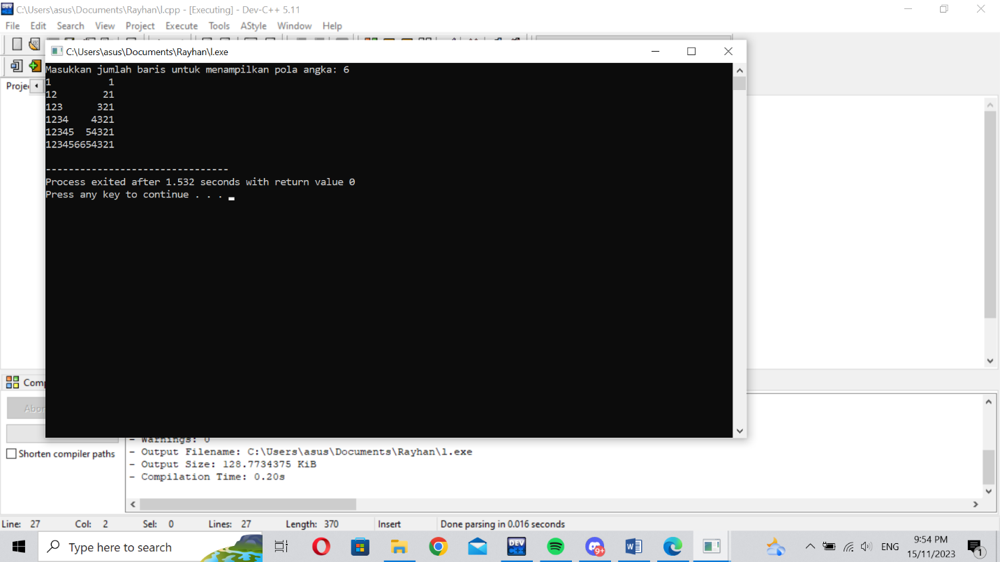 C:\Users\asus\Documents\Rayhan\l.cpp - [Executing] - Dev-C++ 5.11
File Edit Search View Project Execute Tools AStyle Window Help
C:\Users\asus\Documents\Rayhan\l.exe
Masukkan jumlah baris untuk menampilkan pola angka: 6
1          1
12        21
123      321
1234    4321
12345  54321
123456654321
--------------------------------
Process exited after 1.532 seconds with return value 0
Press any key to continue . . .
- Warnings: 0
- Output Filename: C:\Users\asus\Documents\Rayhan\l.exe
- Output Size: 128.7734375 KiB
- Compilation Time: 0.20s
Shorten compiler paths
Line: 27 Col: 2 Sel: 0 Lines: 27 Length: 370 Insert Done parsing in 0.016 seconds
Type here to search
DEV C++
9+
W
ENG
9:54 PM
15/11/2023
1